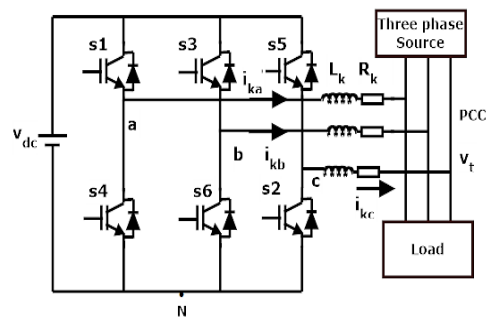 s1
s3
s5
Three phase
Source
L_k
R_k
i_ka
PCC
a
v_dc
b
i_kb
v_t
c
s4
s6
s2
i_kc
Load
N